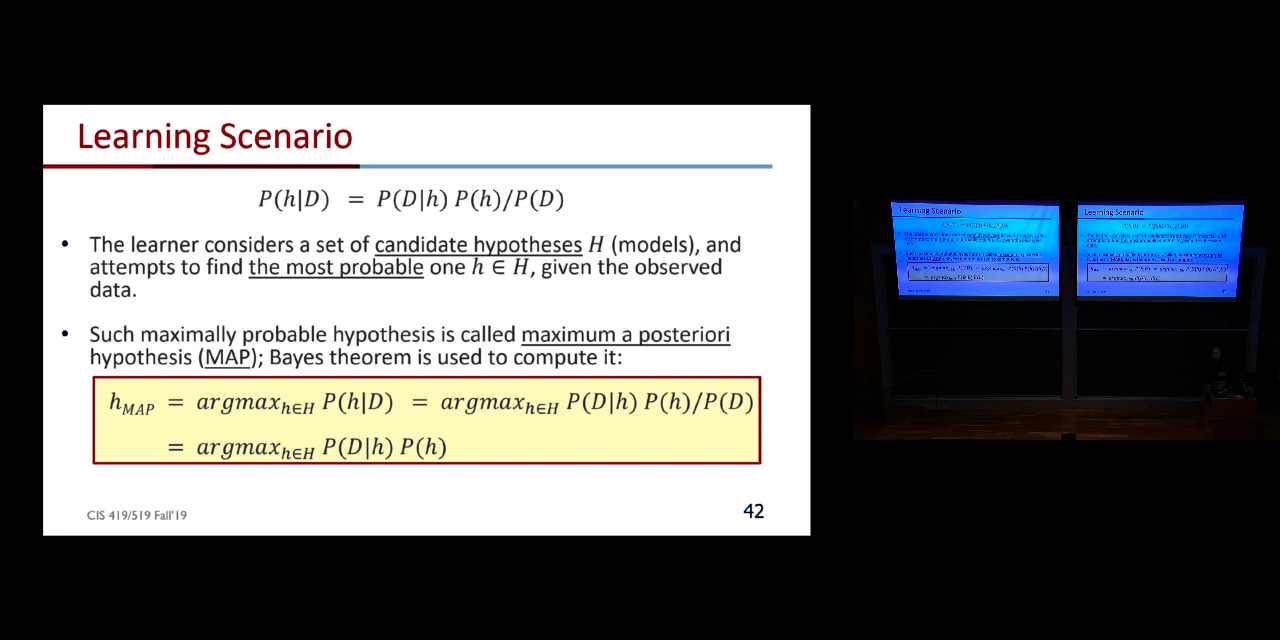 Learning Scenario
P(h|D) = P(D|h) P(h)/P(D)
• The learner considers a set of candidate hypotheses H (models), and
attempts to find the most probable one h ∈ H, given the observed
data.
• Such maximally probable hypothesis is called maximum a posteriori
hypothesis (MAP); Bayes theorem is used to compute it:
h_MAP = argmax_h∈H P(h|D) = argmax_h∈H P(D|h) P(h)/P(D)
= argmax_h∈H P(D|h) P(h)
CIS 419/519 Fall'19
42
Learning Scenario
Learning Scenario